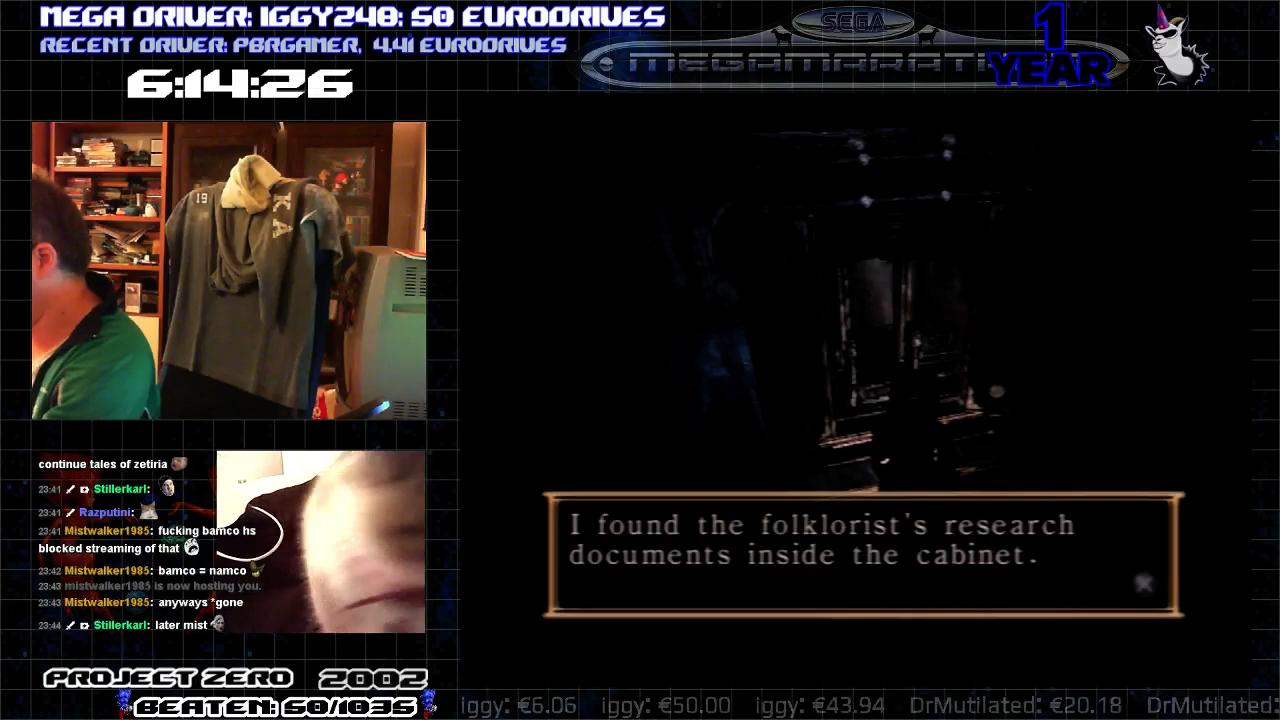 MEGA DRIVER: IGGY248: 50 EURODRIVES
RECENT DRIVER: PBRGAMER, 4.41 EURODRIVES
6:14:26
SEGA
1
YEAR
19
K
A
continue tales of zetiria
23:41 Stillerkarl:
23:41 Razputini:
23:41 Mistwalker1985: fucking bamco hs
blocked streaming of that
23:42 Mistwalker1985: bamco = namco
23:43 mistwalker1985 is now hosting you.
23:43 Mistwalker1985: anyways *gone
23:44 Stillerkarl: later mist
I found the folklorist's research
documents inside the cabinet.
PROJECT ZERO 2002
BEATEN: 50/1035
iggy: €6.06 iggy: €50.00 iggy: €43.94 DrMutilated: €20.18 DrMutilated: